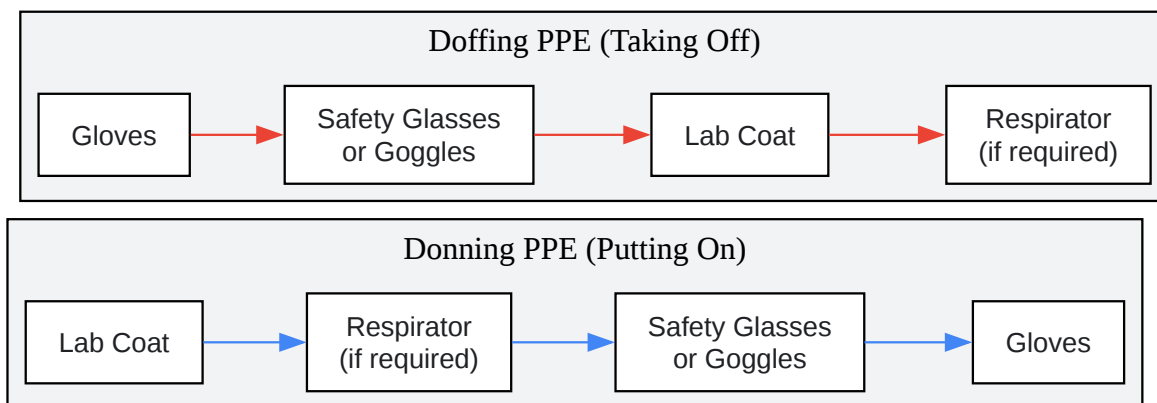 Doffing PPE (Taking Off)
Gloves
Safety Glasses
or Goggles
Lab Coat
Respirator
(if required)
Donning PPE (Putting On)
Lab Coat
Respirator
(if required)
Safety Glasses
or Goggles
Gloves